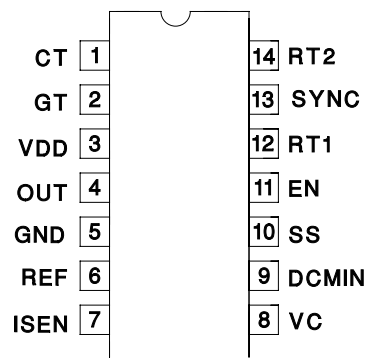 CT 1 14 RT2
GT 2 13 SYNC
VDD 3 12 RT1
OUT 4 11 EN
GND 5 10 SS
REF 6 9 DCMIN
ISEN 7 8 VC